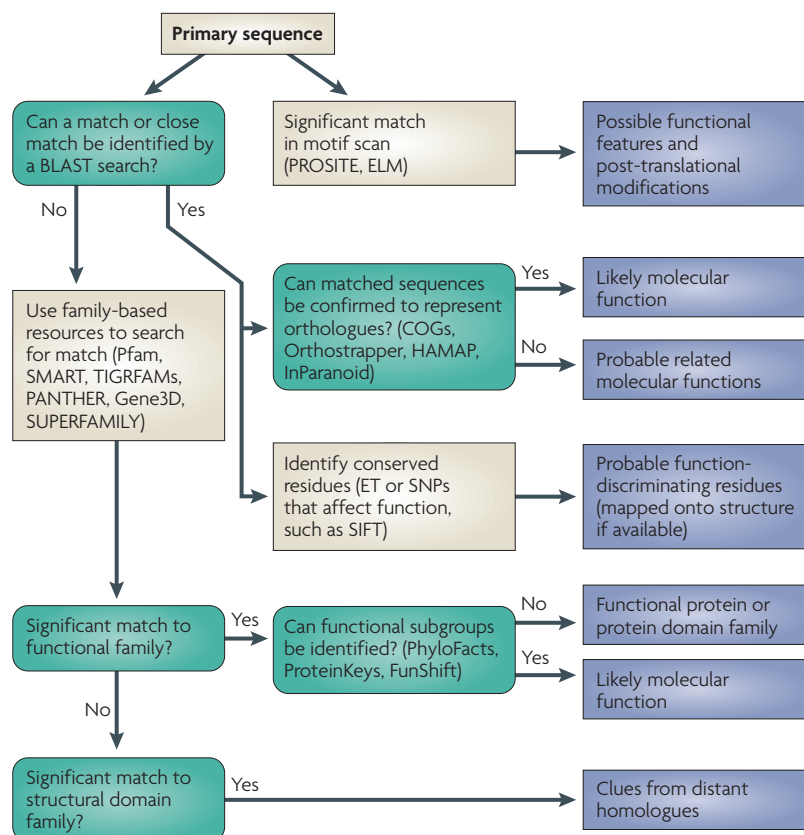 Primary sequence
Can a match or close
match be identified by
a BLAST search?
Significant match
in motif scan
(PROSITE, ELM)
Possible functional
features and
post-translational
modifications
No
Yes
Use family-based
resources to search
for match (Pfam,
SMART, TIGRFAMs,
PANTHER, Gene3D,
SUPERFAMILY)
Can matched sequences
be confirmed to represent
orthologues? (COGs,
Orthostrapper, HAMAP,
InParanoid)
Yes
Likely molecular
function
No
Probable related
molecular functions
Identify conserved
residues (ET or SNPs
that affect function,
such as SIFT)
Probable function-
discriminating residues
(mapped onto structure
if available)
Significant match to
functional family?
Yes
Can functional subgroups
be identified? (PhyloFacts,
ProteinKeys, FunShift)
No
Functional protein or
protein domain family
Yes
Likely molecular
function
No
Significant match to
structural domain
family?
Yes
Clues from distant
homologues